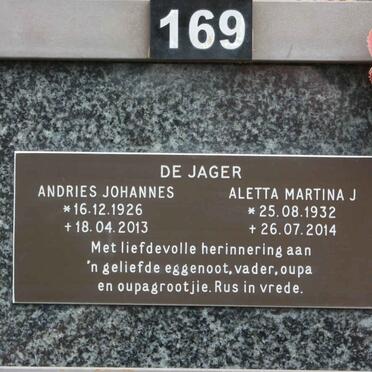 169
DE JAGER
ANDRIES JOHANNES ALETTA MARTINA J
*16.12.1926 *25.08.1932
+18.04.2013 +26.07.2014
Met liefdevolle herinnering aan
'n geliefde eggenoot, vader, oupa
en oupagrootjie. Rus in vrede.